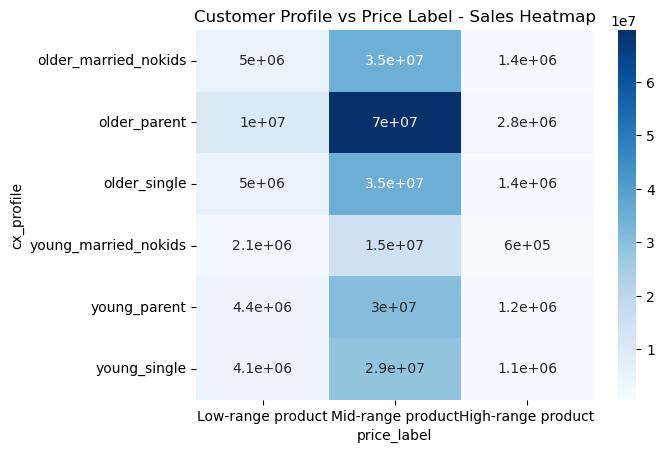 Customer Profile vs Price Label - Sales Heatmap
1e7
older_married_nokids 5e+06 3.5e+07 1.4e+06
7
older_parent 1e+07 7e+07 2.8e+06
6
5
older_single 5e+06 3.5e+07 1.4e+06
4
cx_profile
young_married_nokids 2.1e+06 1.5e+07 6e+05
3
young_parent 4.4e+06 3e+07 1.2e+06
2
young_single 4.1e+06 2.9e+07 1.1e+06
1
Low-range product Mid-range product High-range product
price_label